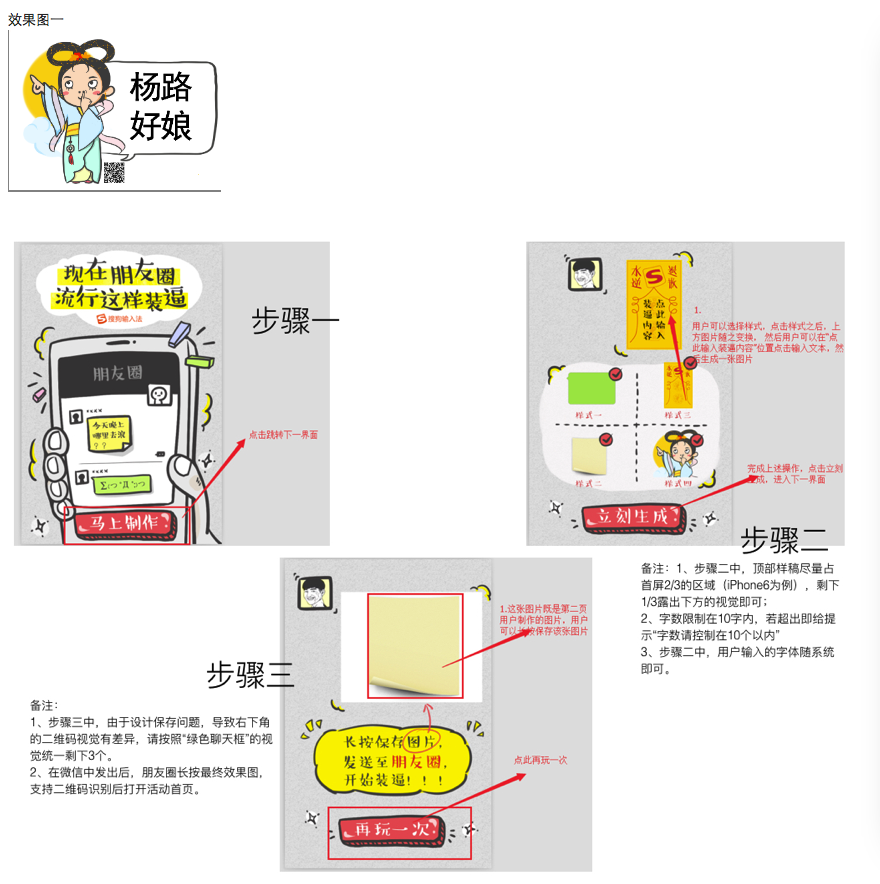 效果图一
杨路
好娘
现在朋友圈
流行这样装逼
S搜狗输入法
步骤一
朋友圈
今天晚上
哪里去浪
？？
点击跳转下一界面
马上制作
水逆
S
退散
点此输入
装逼内容
1.
用户可以选择样式，点击样式之后，上
方图片随之变换， 然后用户可以在“点
此输入装逼内容”位置点击输入文本，然
后生成一张图片
样式一
样式三
样式二
样式四
完成上述操作，点击立刻
生成，进入下一界面
立刻生成
步骤二
备注：1、步骤二中，顶部样稿尽量占
首屏2/3的区域（iPhone6为例），剩下
1/3露出下方的视觉即可；
2、字数限制在10字内，若超出即给提
示“字数请控制在10个以内”
3、步骤二中，用户输入的字体随系统
即可。
步骤三
1.这张图片既是第二页
用户制作的图片，用户
可以长按保存该张图片
备注：
1、步骤三中，由于设计保存问题，导致右下角
的二维码视觉有差异，请按照“绿色聊天框”的视
觉统一剩下3个。
2、在微信中发出后，朋友圈长按最终效果图，
支持二维码识别后打开活动首页。
长按保存图片，
发送至朋友圈，
开始装逼！！！
点此再玩一次
再玩一次